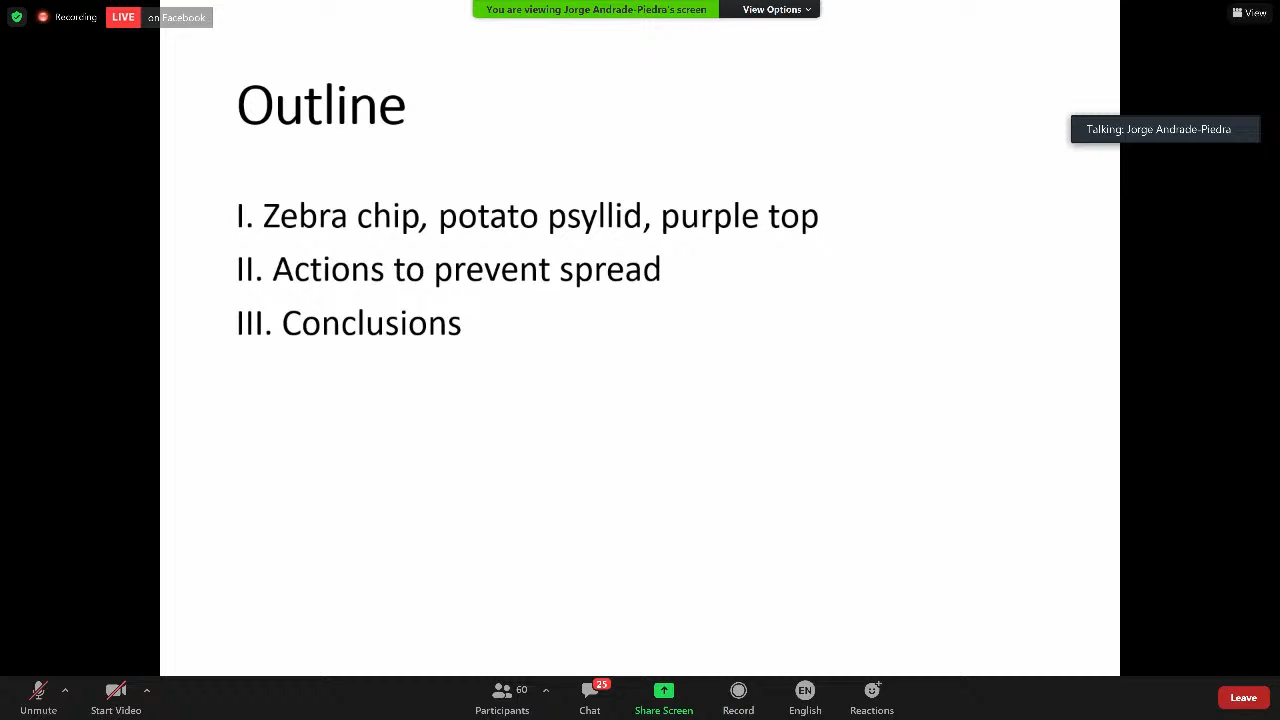 Recording
LIVE on Facebook
You are viewing Jorge Andrade-Piedra's screen
View Options
View
Outline
Talking: Jorge Andrade-Piedra
I. Zebra chip, potato psyllid, purple top
II. Actions to prevent spread
III. Conclusions
Unmute
Start Video
60
Participants
25
Chat
Share Screen
Record
EN
English
Reactions
Leave